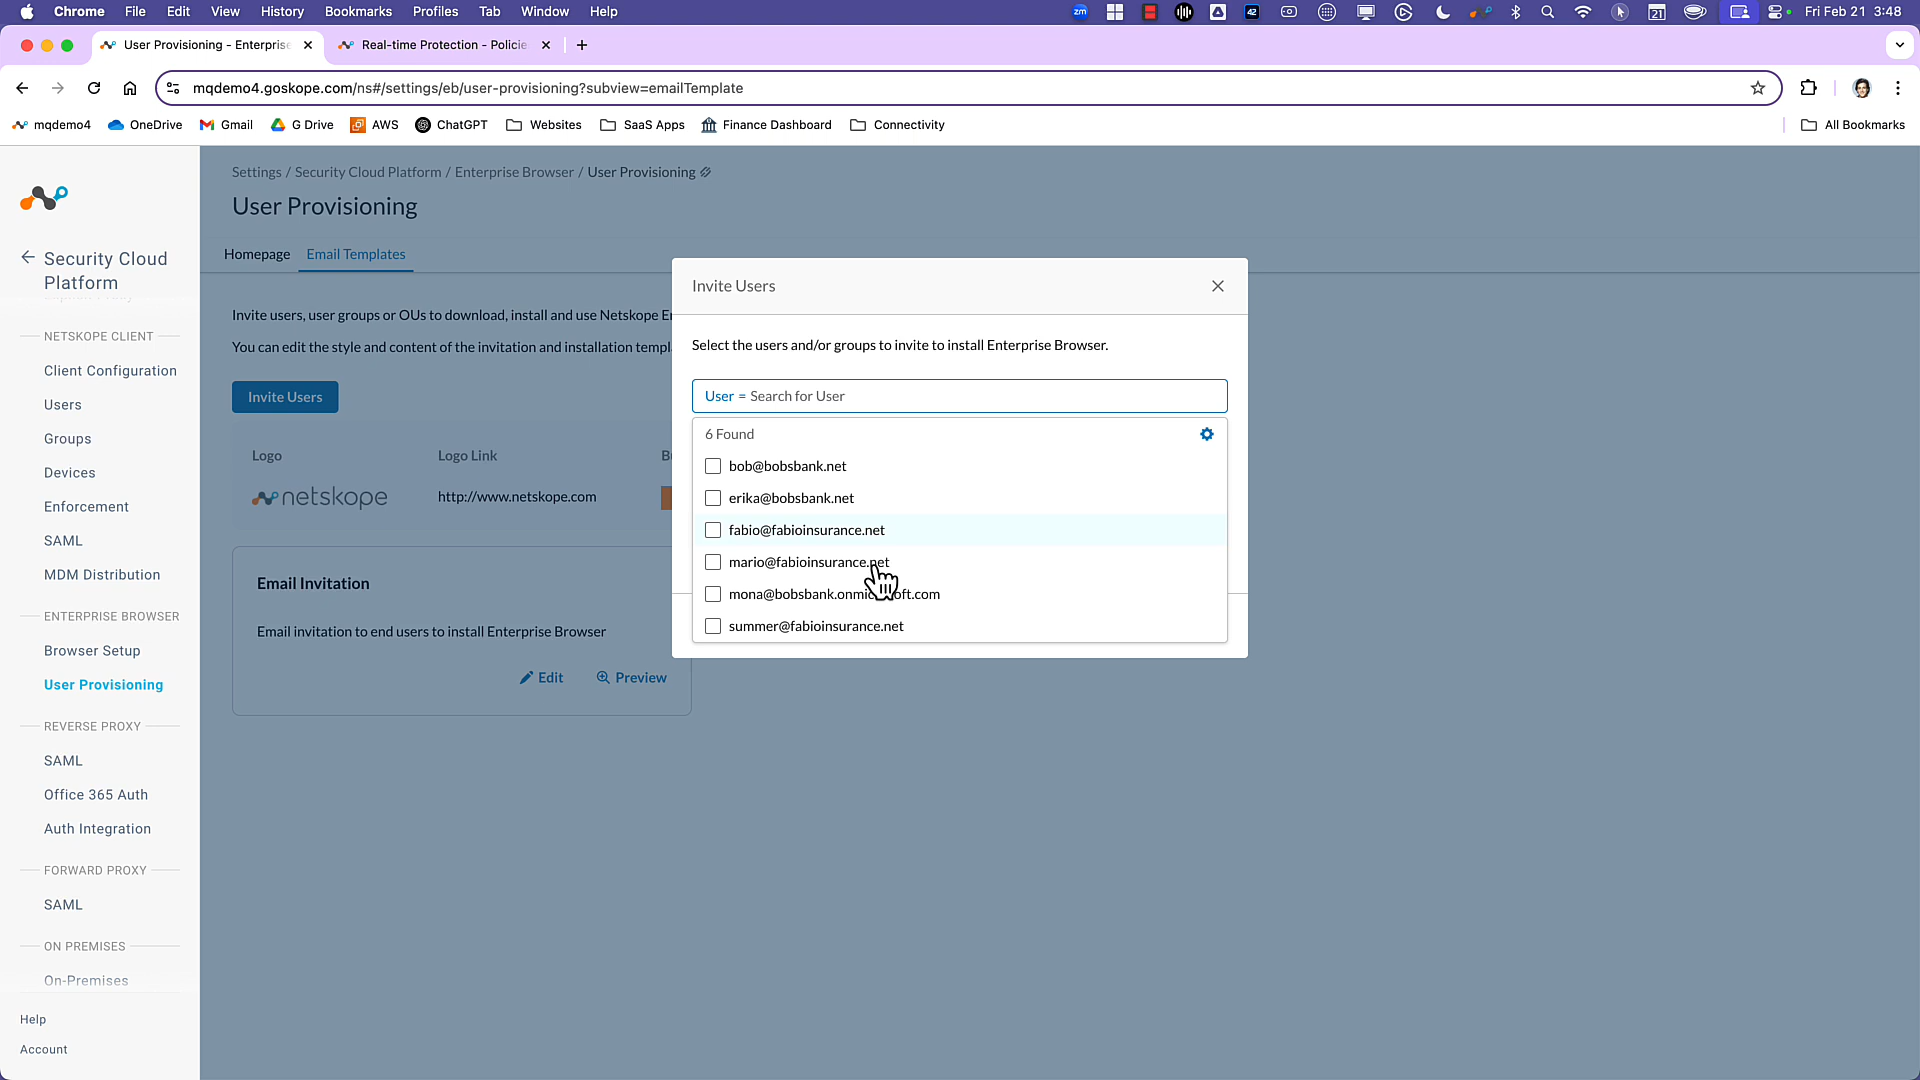 Chrome File Edit View History Bookmarks Profiles Tab Window Help
zm 42 21 Fri Feb 21 3:48
User Provisioning - Enterprise
Real-time Protection - Policie
mqdemo4.goskope.com/ns#/settings/eb/user-provisioning?subview=emailTemplate
mqdemo4 OneDrive Gmail G Drive AWS ChatGPT Websites SaaS Apps Finance Dashboard Connectivity All Bookmarks
Security Cloud
Platform
NETSKOPE CLIENT
Client Configuration
Users
Groups
Devices
Enforcement
SAML
MDM Distribution
ENTERPRISE BROWSER
Browser Setup
User Provisioning
REVERSE PROXY
SAML
Office 365 Auth
Auth Integration
FORWARD PROXY
SAML
ON PREMISES
On-Premises
Help
Account
Settings / Security Cloud Platform / Enterprise Browser / User Provisioning
User Provisioning
Homepage Email Templates
Invite users, user groups or OUs to download, install and use Netskope E
You can edit the style and content of the invitation and installation templ
Invite Users
Logo Logo Link B
netskope http://www.netskope.com
Email Invitation
Email invitation to end users to install Enterprise Browser
Edit Preview
Invite Users
Select the users and/or groups to invite to install Enterprise Browser.
User = Search for User
6 Found
bob@bobsbank.net
erika@bobsbank.net
fabio@fabioinsurance.net
mario@fabioinsurance.net
mona@bobsbank.onmicrosoft.com
summer@fabioinsurance.net